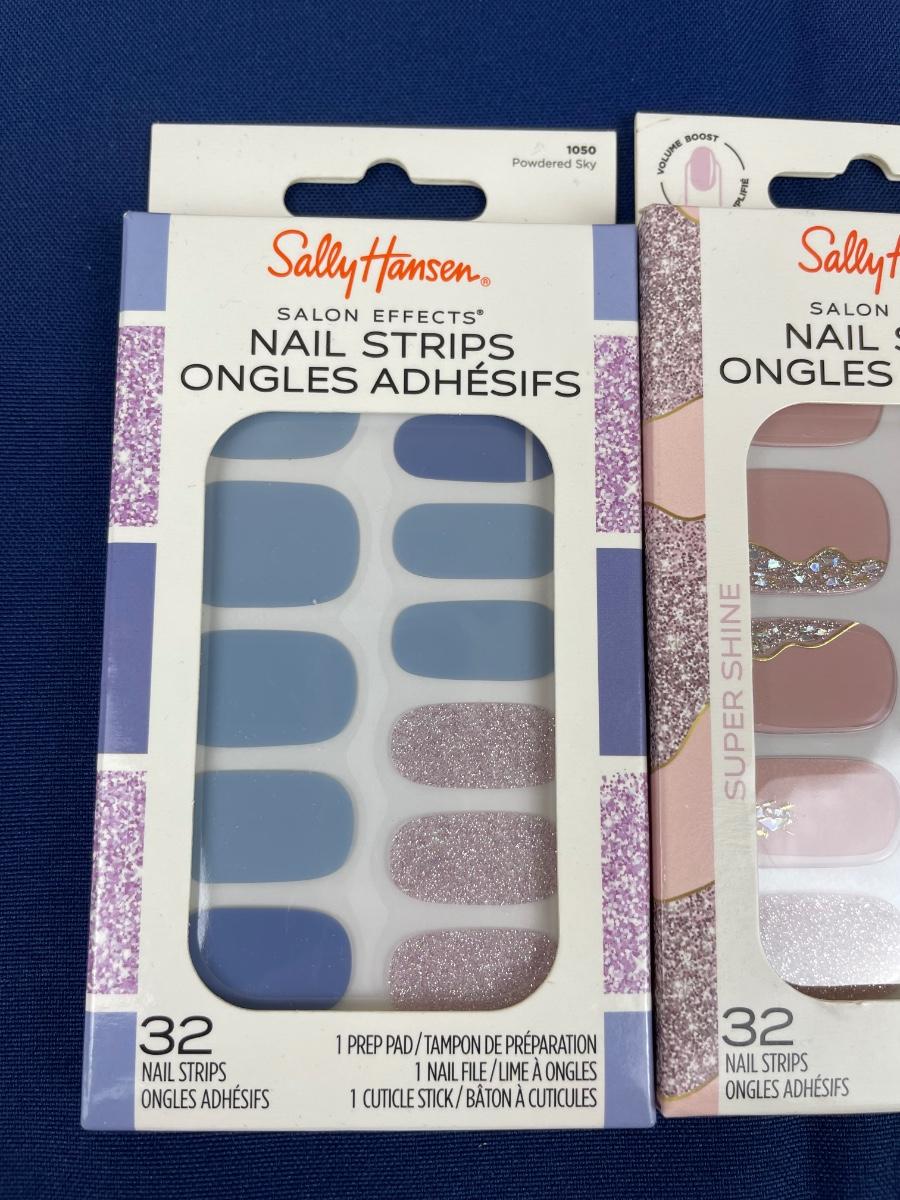 1050
Powdered Sky
Sally Hansen®
SALON EFFECTS®
NAIL STRIPS
ONGLES ADHÉSIFS
32
NAIL STRIPS
ONGLES ADHÉSIFS
1 PREP PAD / TAMPON DE PRÉPARATION
1 NAIL FILE / LIME À ONGLES
1 CUTICLE STICK / BÂTON À CUTICULES
VOLUME BOOST
Sally
SALON
NAIL
ONGLES
SUPER SHINE
32
NAIL STRIPS
ONGLES ADHÉSIFS